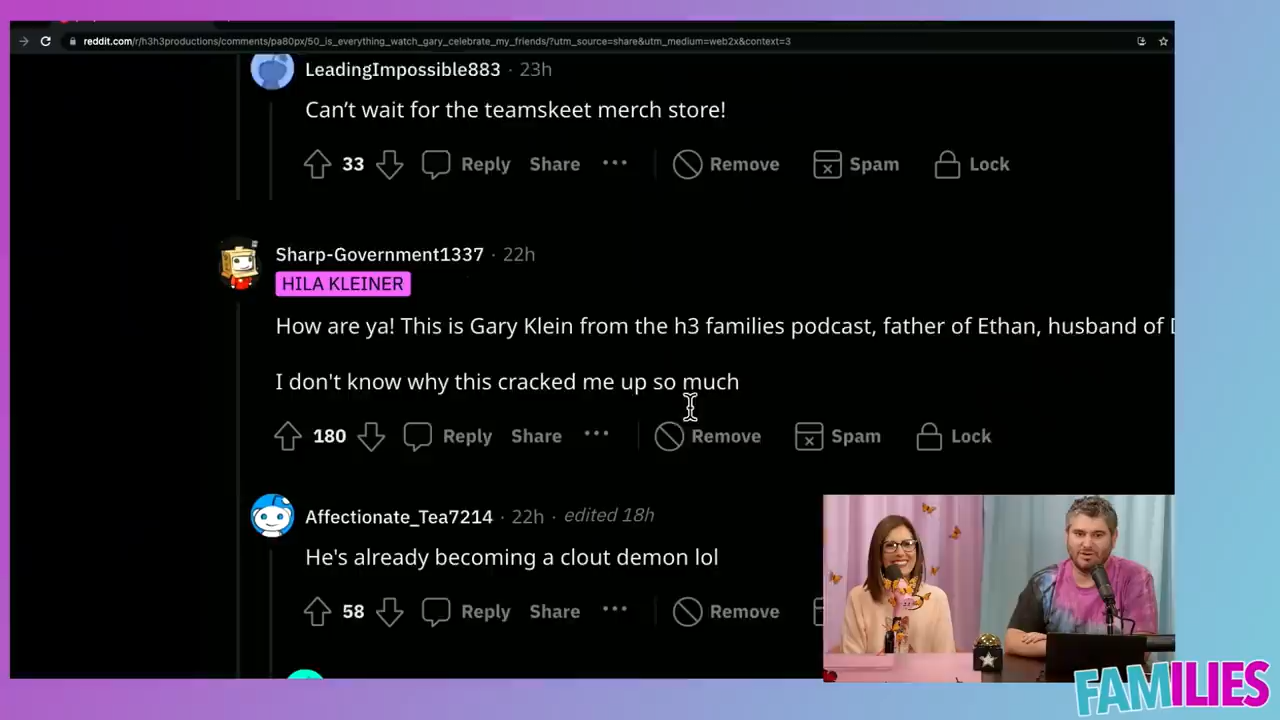 reddit.com/r/h3h3productions/comments/pa80px/50_is_everything_watch_gary_celebrate_my_friends/?utm_source=share&utm_medium=web2x&context=3
LeadingImpossible883 · 23h
Can’t wait for the teamskeet merch store!
33 Reply Share ··· Remove Spam Lock
Sharp-Government1337 · 22h
HILA KLEINER
How are ya! This is Gary Klein from the h3 families podcast, father of Ethan, husband of
I don't know why this cracked me up so much
180 Reply Share ··· Remove Spam Lock
Affectionate_Tea7214 · 22h · edited 18h
He's already becoming a clout demon lol
58 Reply Share ··· Remove
FAMILIES